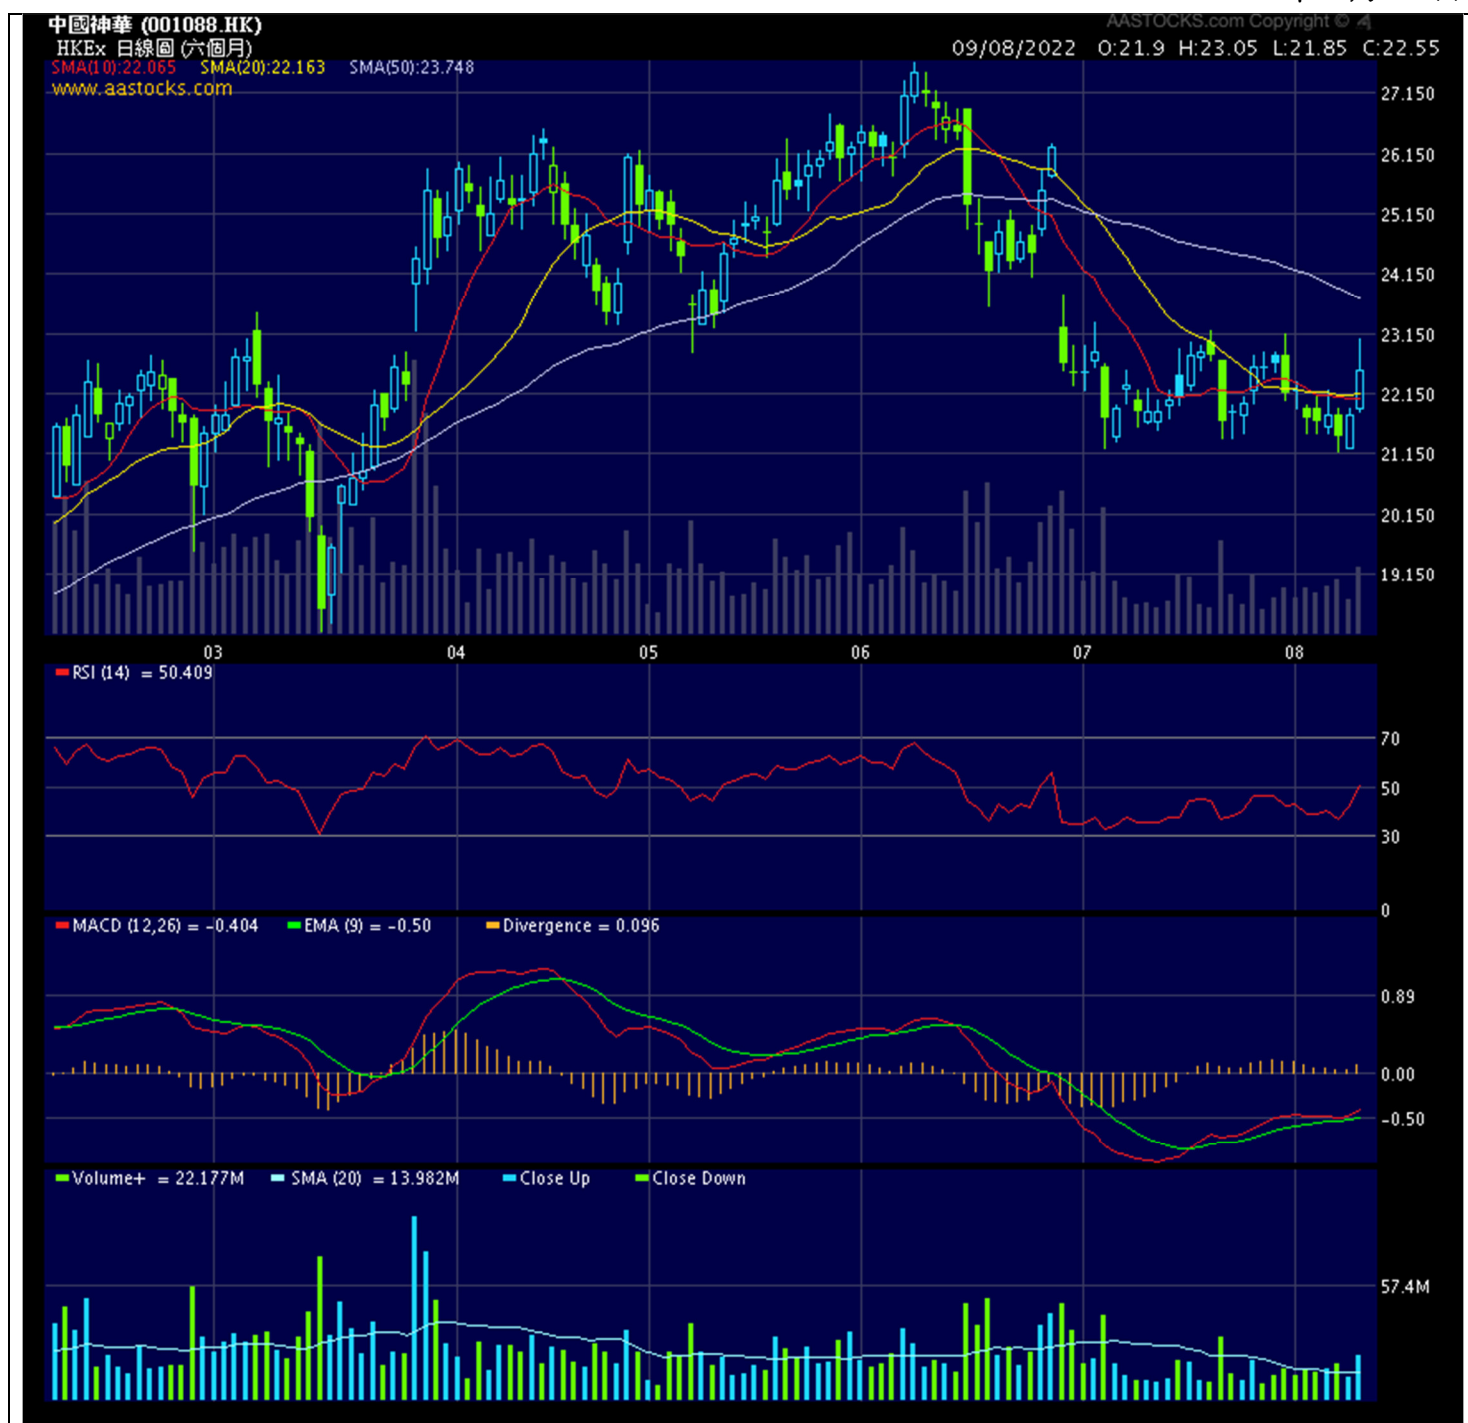 AASTOCKS.com Copyright ©
中國神華 (001088.HK)
HKEx 日線圖 (六個月)
09/08/2022 O:21.9 H:23.05 L:21.85 C:22.55
SMA(10):22.065 SMA(20):22.163 SMA(50):23.748
www.aastocks.com
27.150
26.150
25.150
24.150
23.150
22.150
21.150
20.150
19.150
03 04 05 06 07 08
RSI (14) = 50.409
70
50
30
0
MACD (12,26) = -0.404 EMA (9) = -0.50 Divergence = 0.096
0.89
0.00
-0.50
Volume+ = 22.177M SMA (20) = 13.982M Close Up Close Down
57.4M